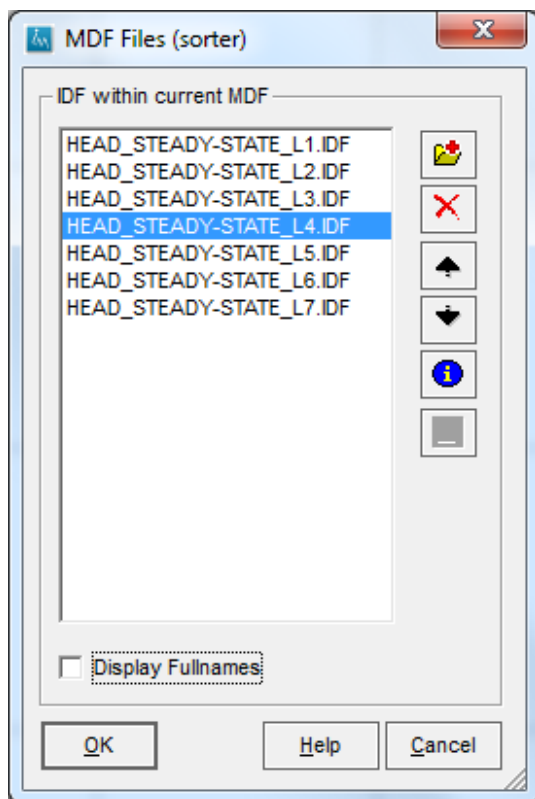 MDF Files (sorter)
IDF within current MDF
HEAD_STEADY-STATE_L1.IDF
HEAD_STEADY-STATE_L2.IDF
HEAD_STEADY-STATE_L3.IDF
HEAD_STEADY-STATE_L4.IDF
HEAD_STEADY-STATE_L5.IDF
HEAD_STEADY-STATE_L6.IDF
HEAD_STEADY-STATE_L7.IDF
Display Fullnames
OK Help Cancel